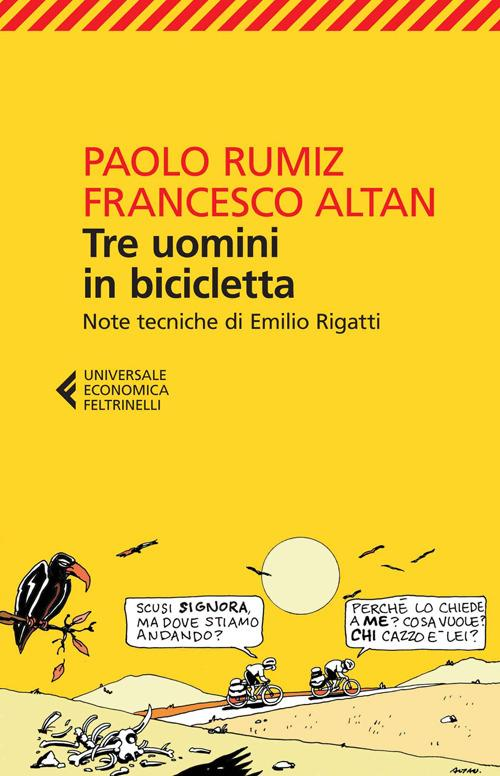 PAOLO RUMIZ
FRANCESCO ALTAN
Tre uomini
in bicicletta
Note tecniche di Emilio Rigatti
UNIVERSALE
ECONOMICA
FELTRINELLI
SCUSI SIGNORA,
MA DOVE STIAMO
ANDANDO?
PERCHÉ LO CHIEDE
A ME? COSA VUOLE?
CHI CAZZO E' LEI?
ALTAN.